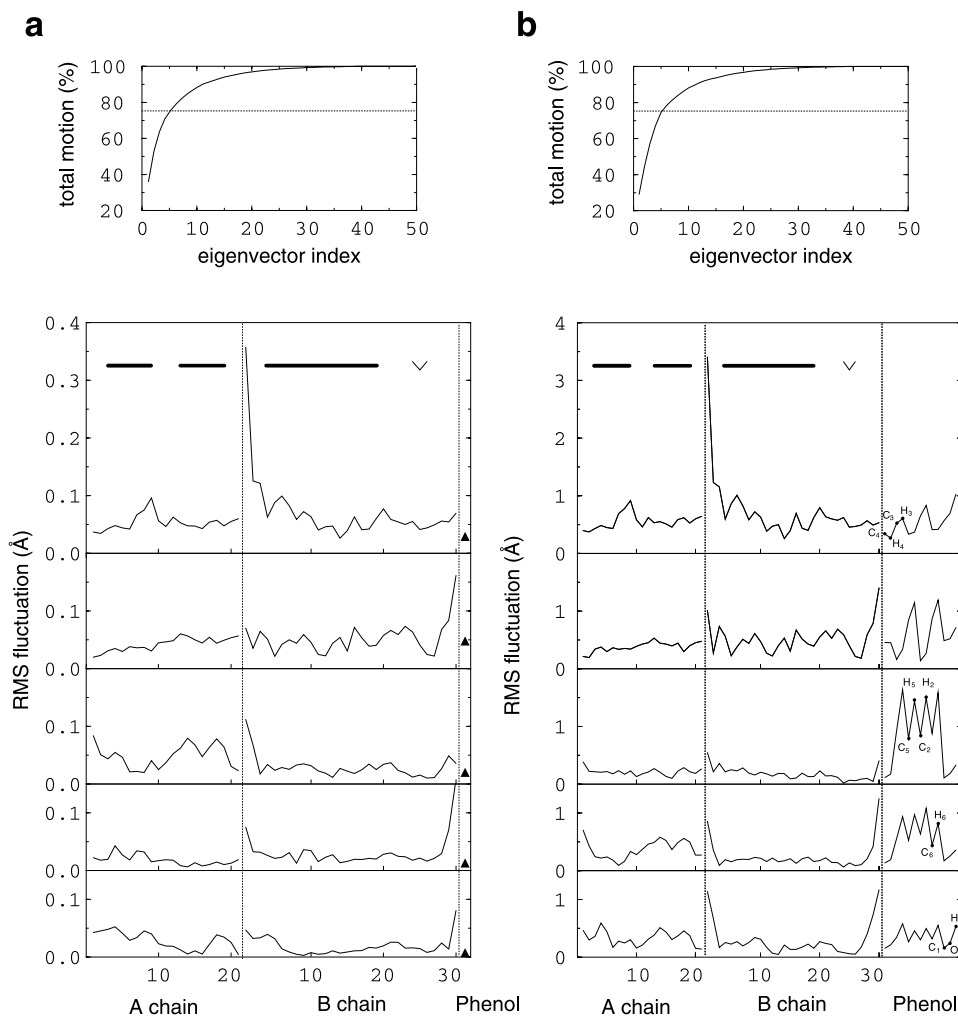 a
b
total motion (%)
100
80
60
40
20
0
10
20
30
40
50
eigenvector index
total motion (%)
100
80
60
40
20
0
10
20
30
40
50
eigenvector index
RMS fluctuation (Å)
0.4
0.3
0.2
0.1
0.0
0.1
0.0
0.1
0.0
0.1
0.0
0.1
0.0
10
20
10
20
30
A chain
B chain
Phenol
RMS fluctuation (Å)
4
3
2
1
0
1
0
1
0
1
0
1
0
C3
H3
C4
H4
H5
H2
C5
C2
H6
C6
H
C1
O
10
20
10
20
30
A chain
B chain
Phenol